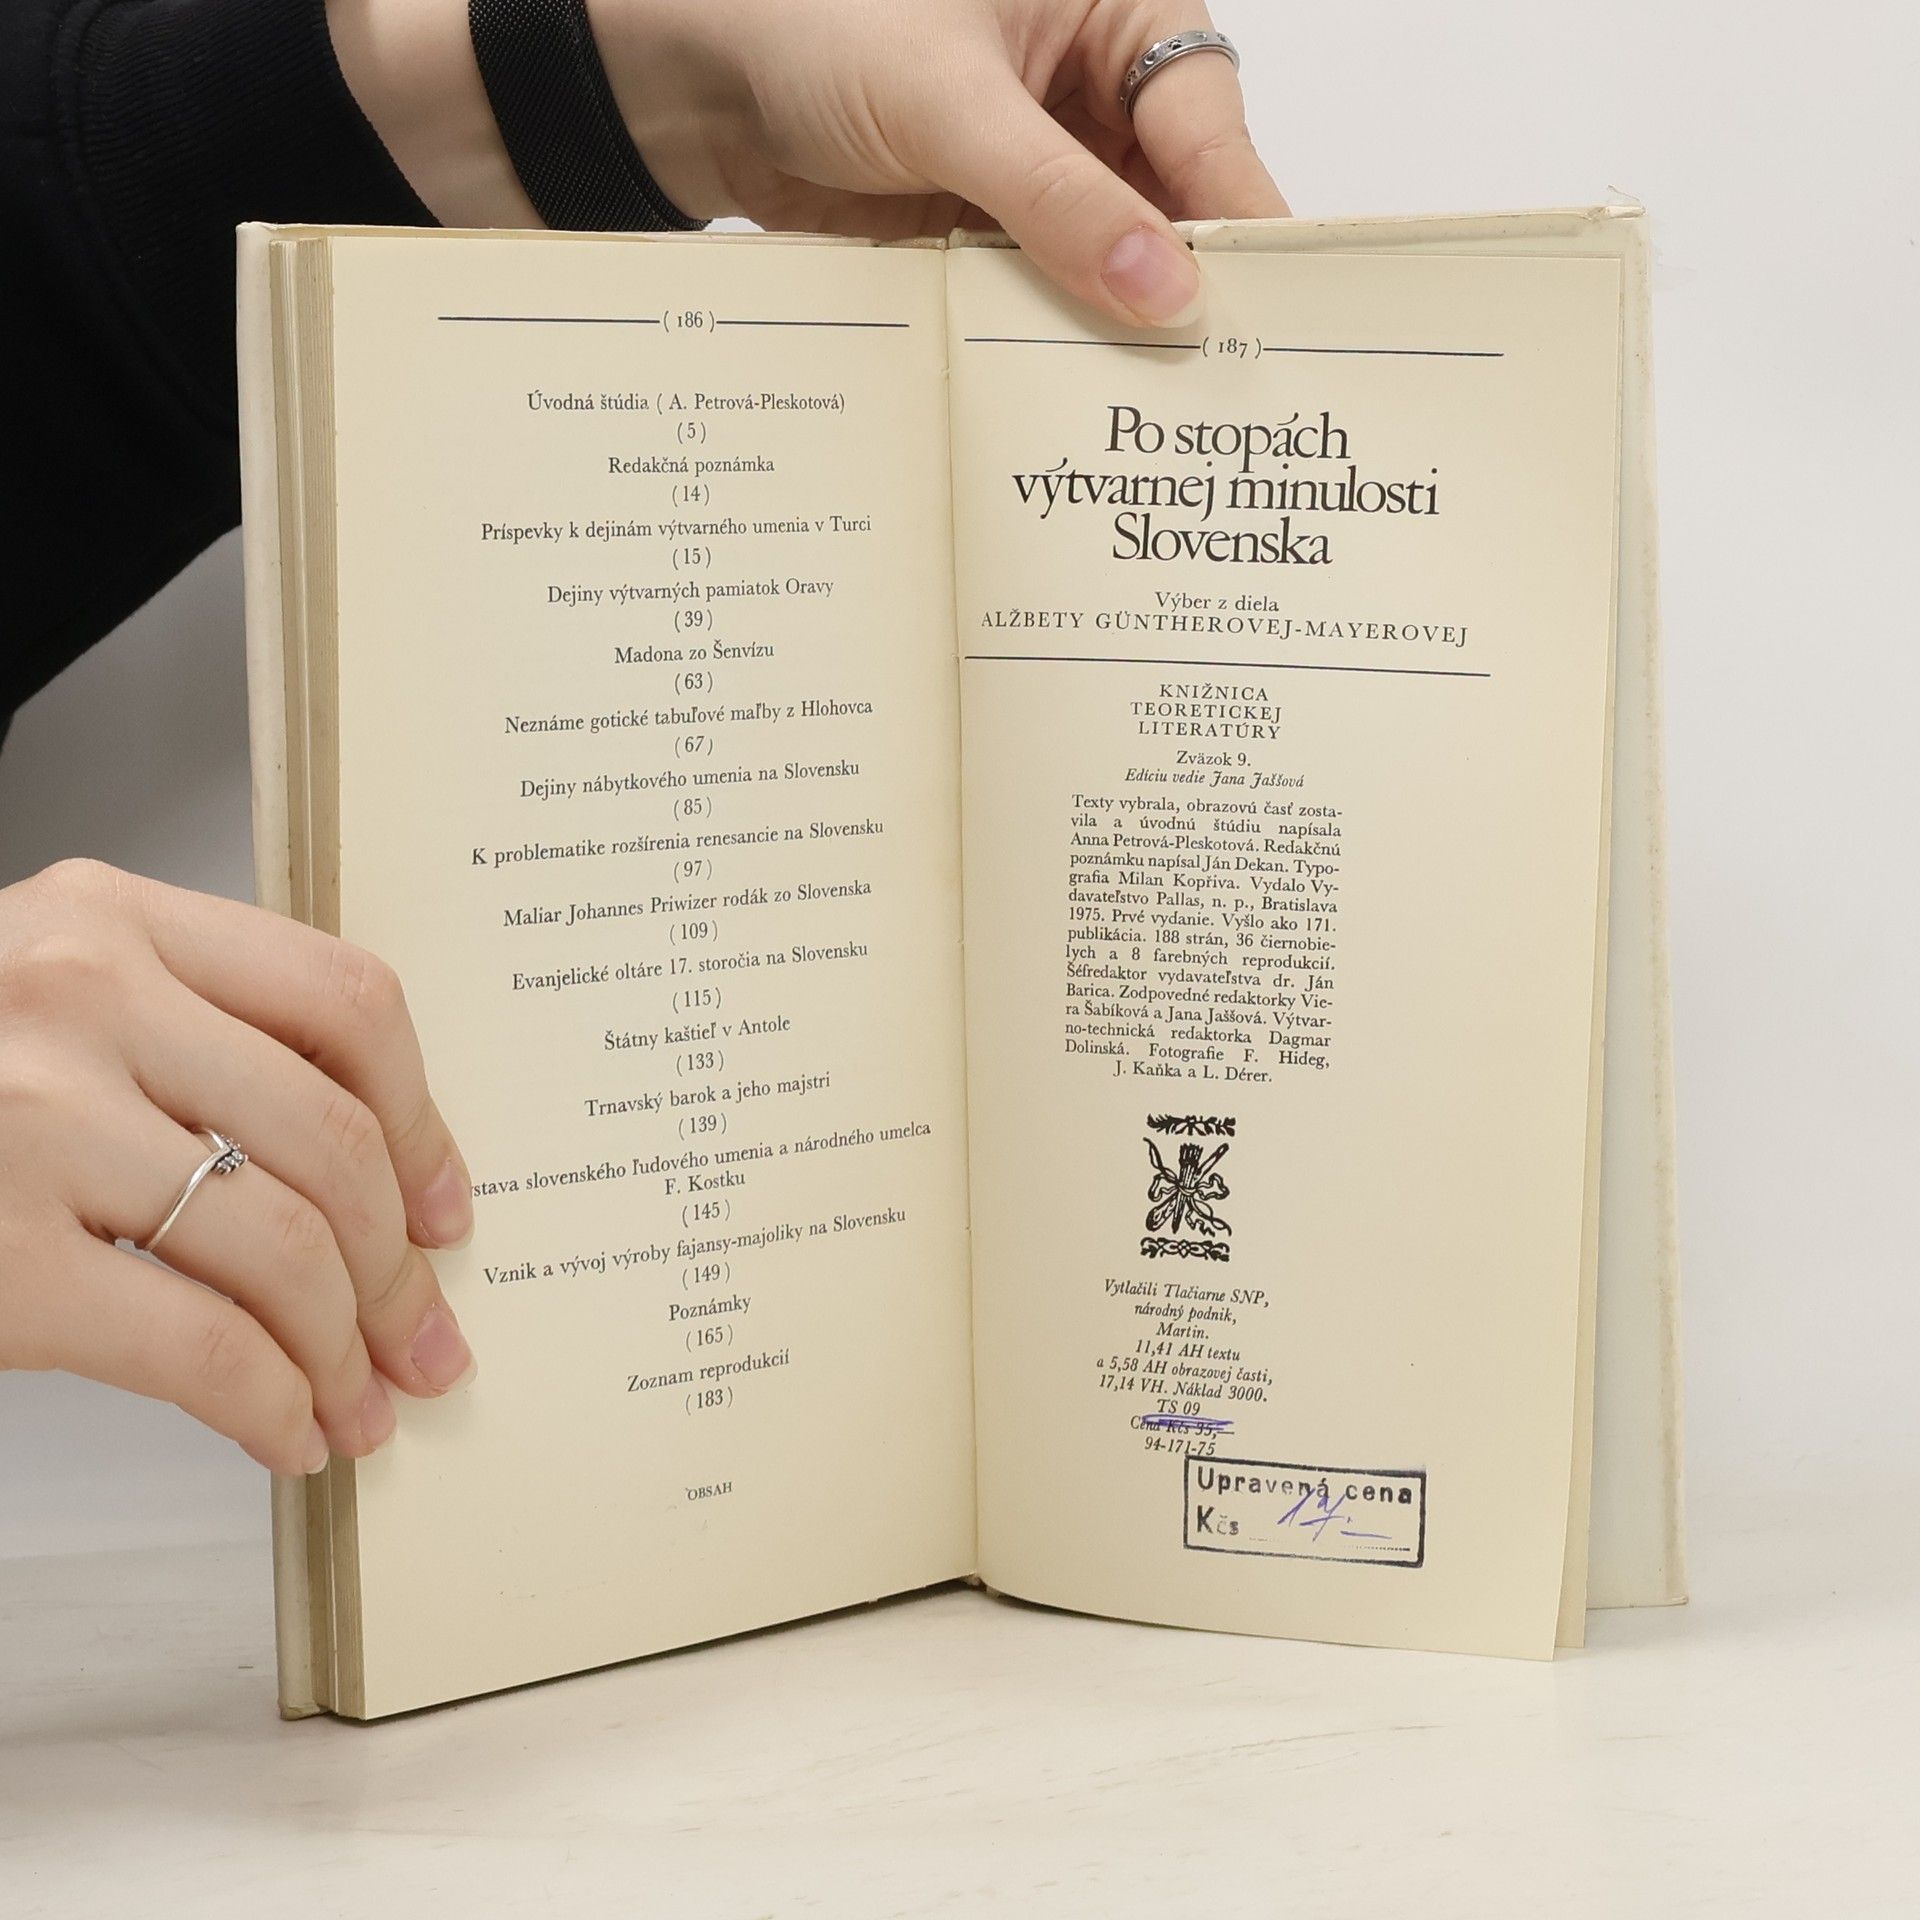 ( 186 )
Úvodná štúdia ( A. Petrová-Pleskotová)
(5)
Redakčná poznámka
(14)
Príspevky k dejinám výtvarného umenia v Turci
(15)
Dejiny výtvarných pamiatok Oravy
(39)
Madona zo Šenvízu
(63)
Neznáme gotické tabuľové maľby z Hlohovca
(67)
Dejiny nábytkového umenia na Slovensku
(85)
K problematike rozšírenia renesancie na Slovensku
(97)
Maliar Johannes Priwizer rodák zo Slovenska
(109)
Evanjelické oltáre 17. storočia na Slovensku
(115)
Štátny kaštieľ v Antole
(133)
Trnavský barok a jeho majstri
(139)
stava slovenského ľudového umenia a národného umelca
F. Kostku
(145)
Vznik a vývoj výroby fajansy-majoliky na Slovensku
(149)
Poznámky
(165)
Zoznam reprodukcií
(183)
OBSAH
( 187 )
Po stopách
výtvarnej minulosti
Slovenska
Výber z diela
ALŽBETY GÜNTHEROVEJ-MAYEROVEJ
KNIŽNICA
TEORETICKEJ
LITERATÚRY
Zväzok 9.
Edíciu vedie Jana Jaššová
Texty vybrala, obrazovú časť zosta-
vila a úvodnú štúdiu napísala
Anna Petrová-Pleskotová. Redakčnú
poznámku napísal Ján Dekan. Typo-
grafia Milan Kopřiva. Vydalo Vy-
davateľstvo Pallas, n. p., Bratislava
1975. Prvé vydanie. Vyšlo ako 171.
publikácia. 188 strán, 36 čiernobie-
lych a 8 farebných reprodukcií.
Šéfredaktor vydavateľstva dr. Ján
Barica. Zodpovedné redaktorky Vie-
ra Šabíková a Jana Jaššová. Výtvar-
no-technická redaktorka Dagmar
Dolinská. Fotografie F. Hideg,
J. Kaňka a L. Dérer.
Vytlačili Tlačiarne SNP,
národný podnik,
Martin.
11,41 AH textu
a 5,58 AH obrazovej časti,
17,14 VH. Náklad 3000.
TS 09
Cena Kčs 35,—
94-171-75
Upravená cena
Kčs